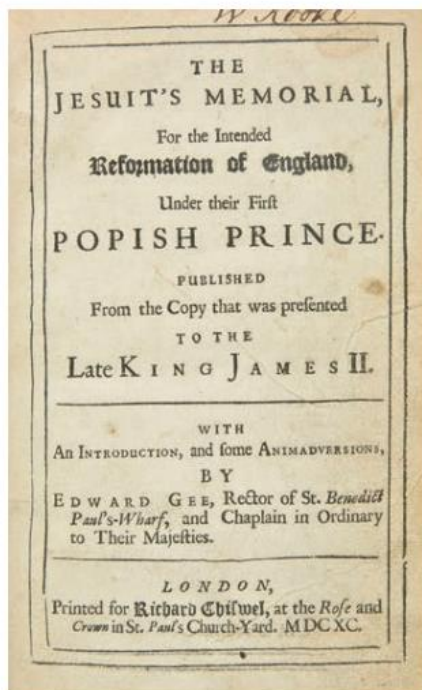 W Rooke
THE
JESUIT'S MEMORIAL,
For the Intended
Reformation of England,
Under their Firſt
POPISH PRINCE.
PUBLISHED
From the Copy that was preſented
TO THE
Late KING JAMES II.
WITH
An INTRODUCTION, and ſome ANIMADVERSIONS,
BY
EDWARD GEE, Rector of St. Benedict
Paul's-Wharf, and Chaplain in Ordinary
to Their Majeſties.
LONDON,
Printed for Richard Chiſwel, at the Roſe and
Crown in St. Paul's Church-Yard. MDCXC.